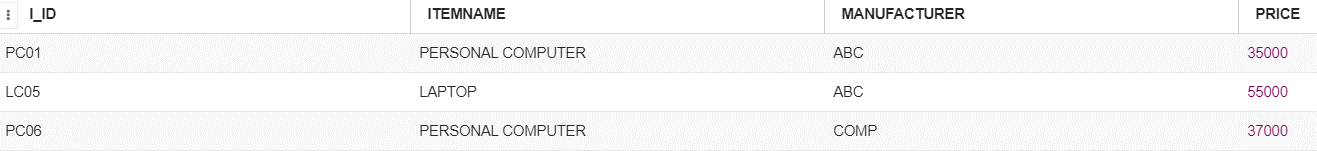 I_ID ITEMNAME MANUFACTURER PRICE
PC01 PERSONAL COMPUTER ABC 35000
LC05 LAPTOP ABC 55000
PC06 PERSONAL COMPUTER COMP 37000